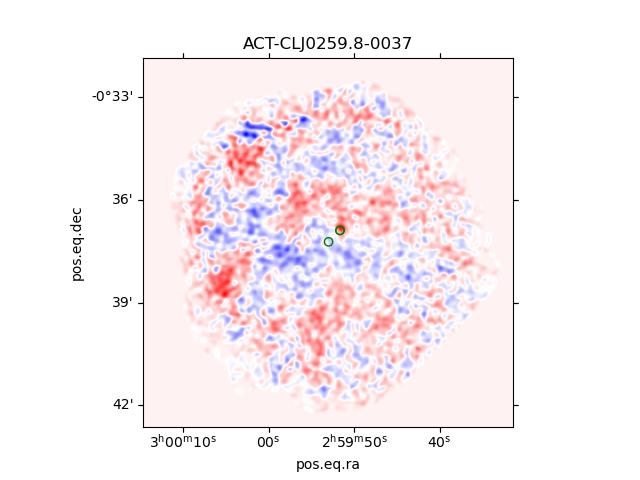 ACT-CLJ0259.8-0037
-0°33'
36'
39'
42'
pos.eq.dec
3ʰ00ᵐ10ˢ 00ˢ 2ʰ59ᵐ50ˢ 40ˢ
pos.eq.ra